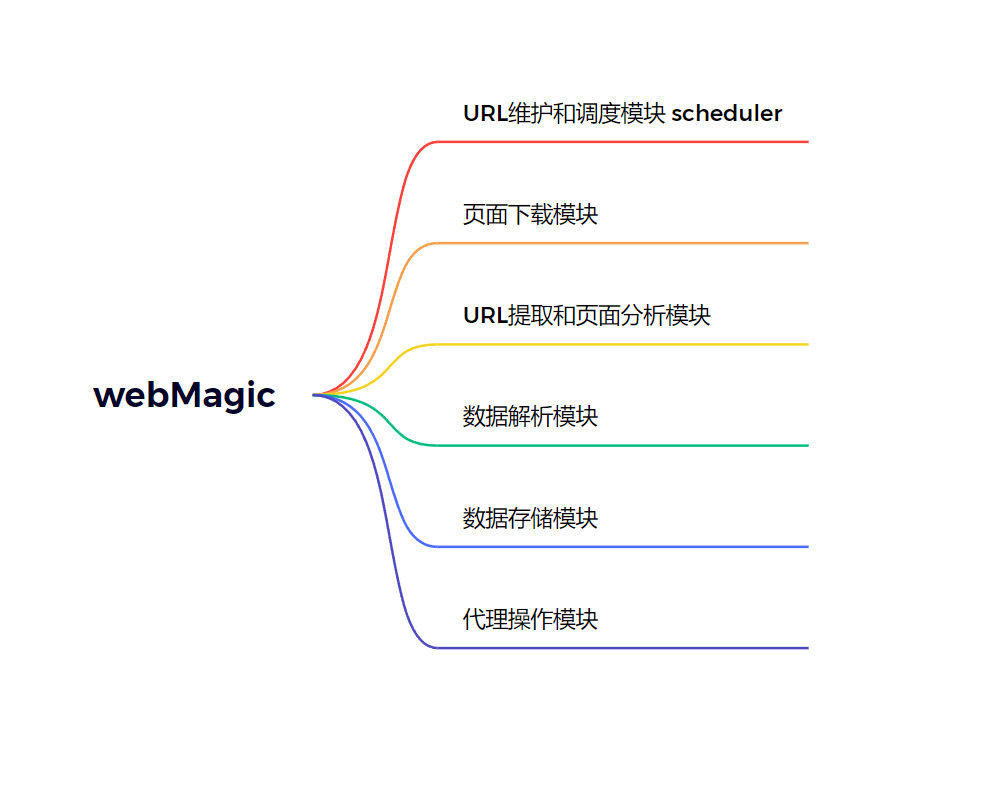 URL维护和调度模块 scheduler
页面下载模块
URL提取和页面分析模块
webMagic
数据解析模块
数据存储模块
代理操作模块